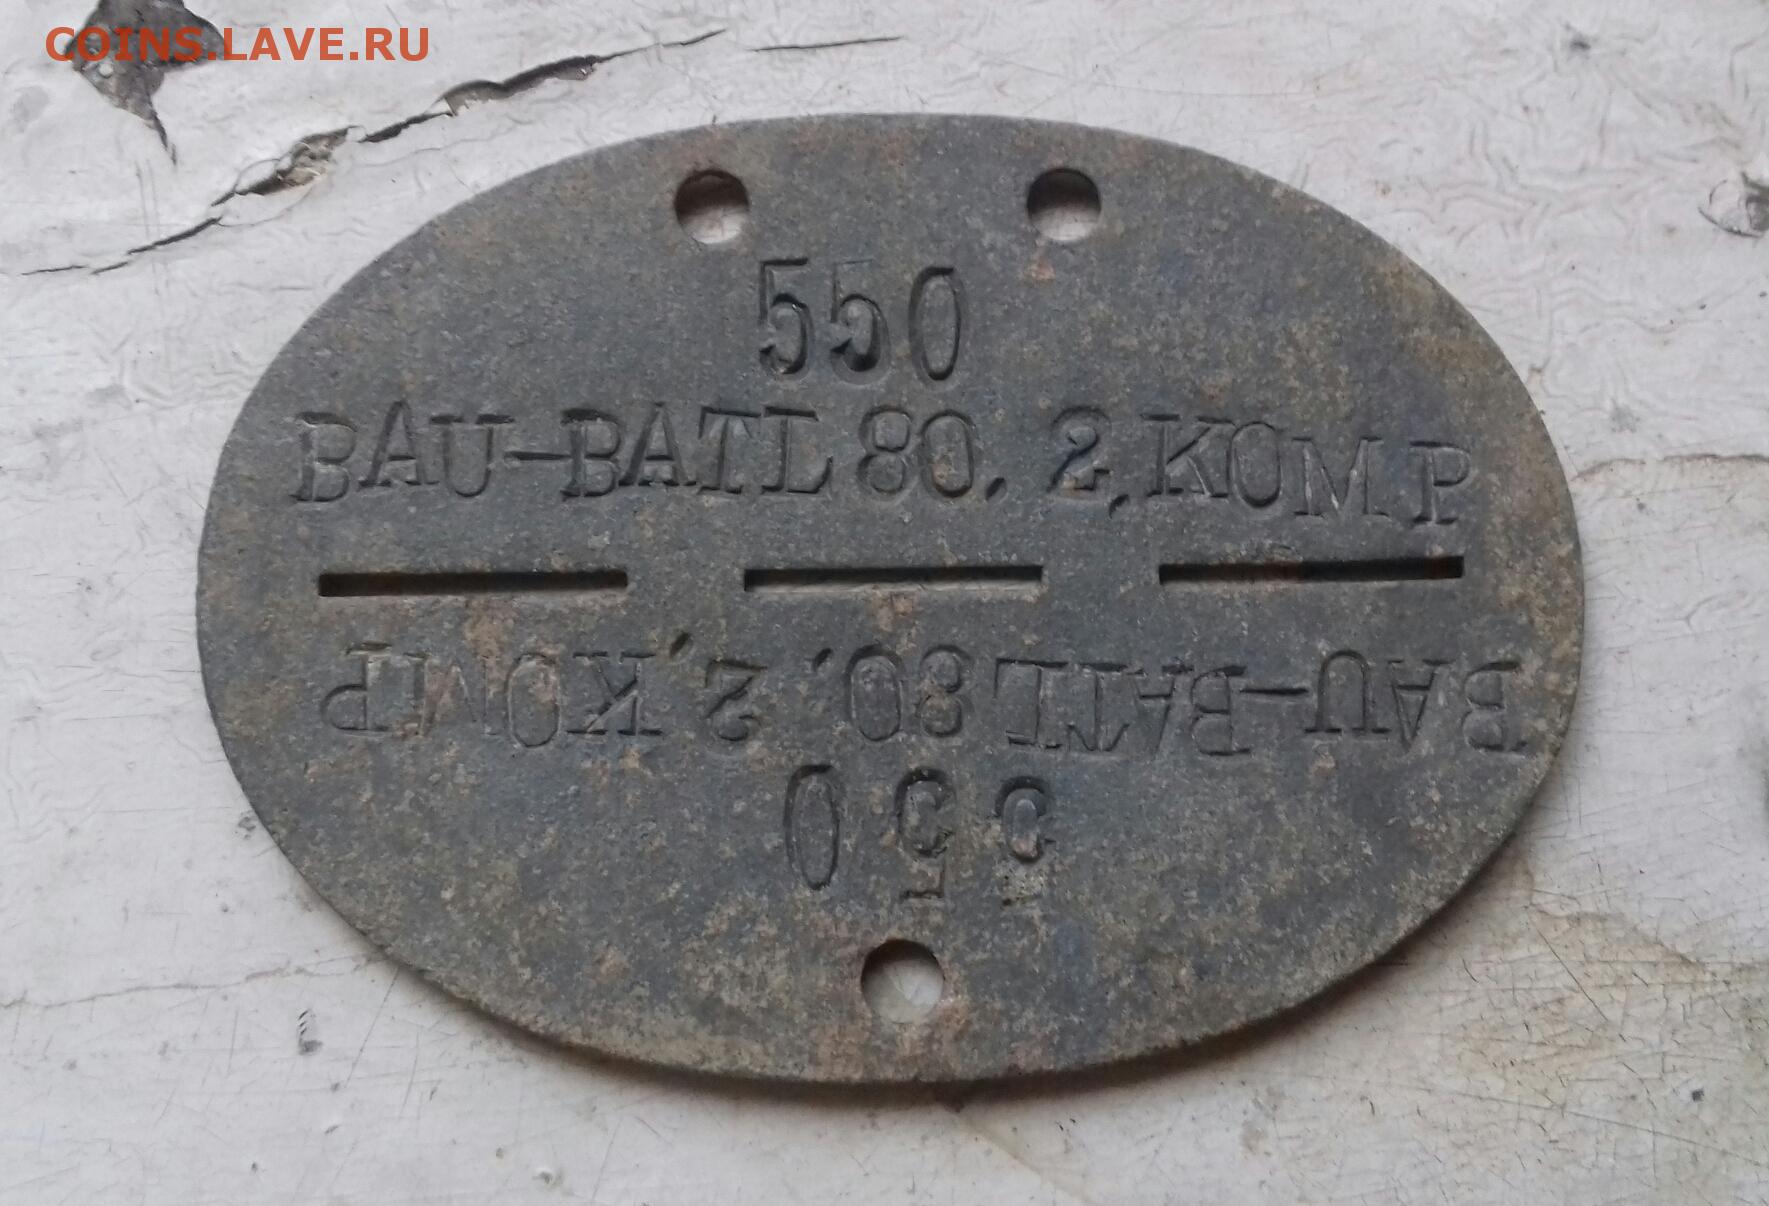 COINS.LAVE.RU
550
BAU-BATL 80. 2. KOMP
BAU-BATL 80. 2. KOMP
550